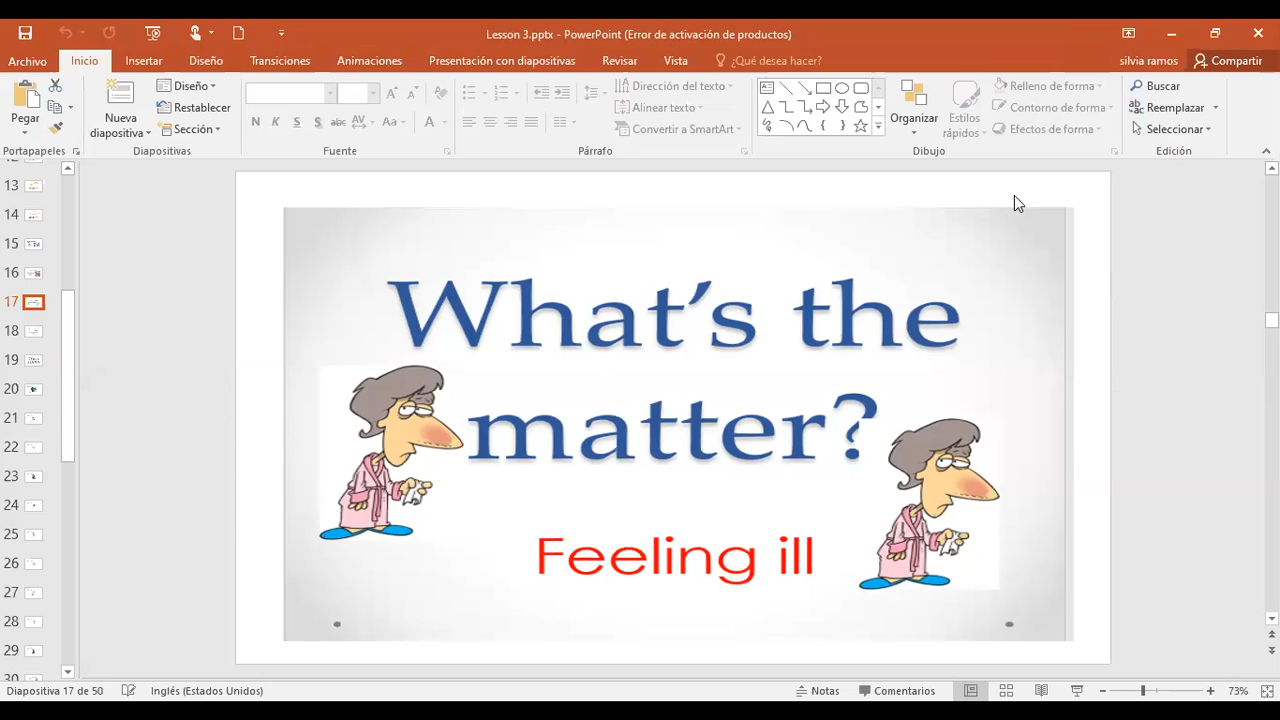 Lesson 3.pptx - PowerPoint (Error de activación de productos)
Archivo Inicio Insertar Diseño Transiciones Animaciones Presentación con diapositivas Revisar Vista ¿Qué desea hacer? silvia ramos Compartir
Pegar
Nueva diapositiva
Diseño
Restablecer
Sección
N K S S abc AV Aa A
Dirección del texto
Alinear texto
Convertir a SmartArt
Organizar
Estilos rápidos
Relleno de forma
Contorno de forma
Efectos de forma
Buscar
Reemplazar
Seleccionar
Portapapeles Diapositivas Fuente Párrafo Dibujo Edición
13
14
15
16
17
18
19
20
21
22
23
24
25
26
27
28
29
What's the
matter?
Feeling ill
Diapositiva 17 de 50 Inglés (Estados Unidos) Notas Comentarios 73%